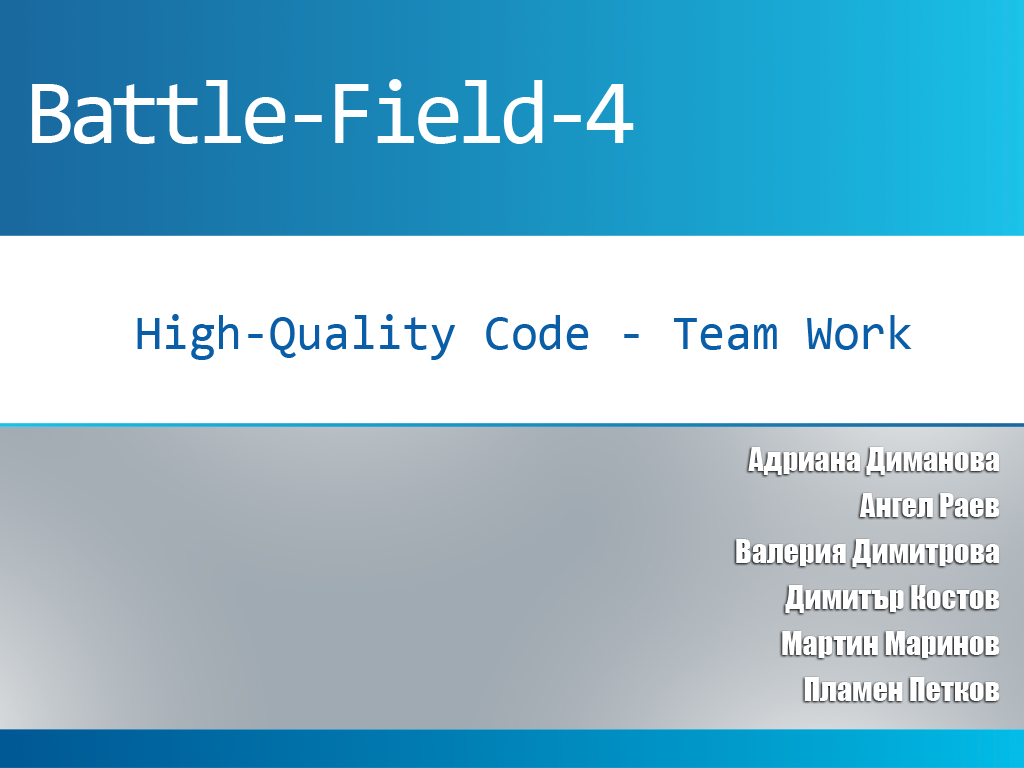 Battle-Field-4
High-Quality Code - Team Work
Адриана Диманова
Ангел Раев
Валерия Димитрова
Димитър Костов
Мартин Маринов
Пламен Петков